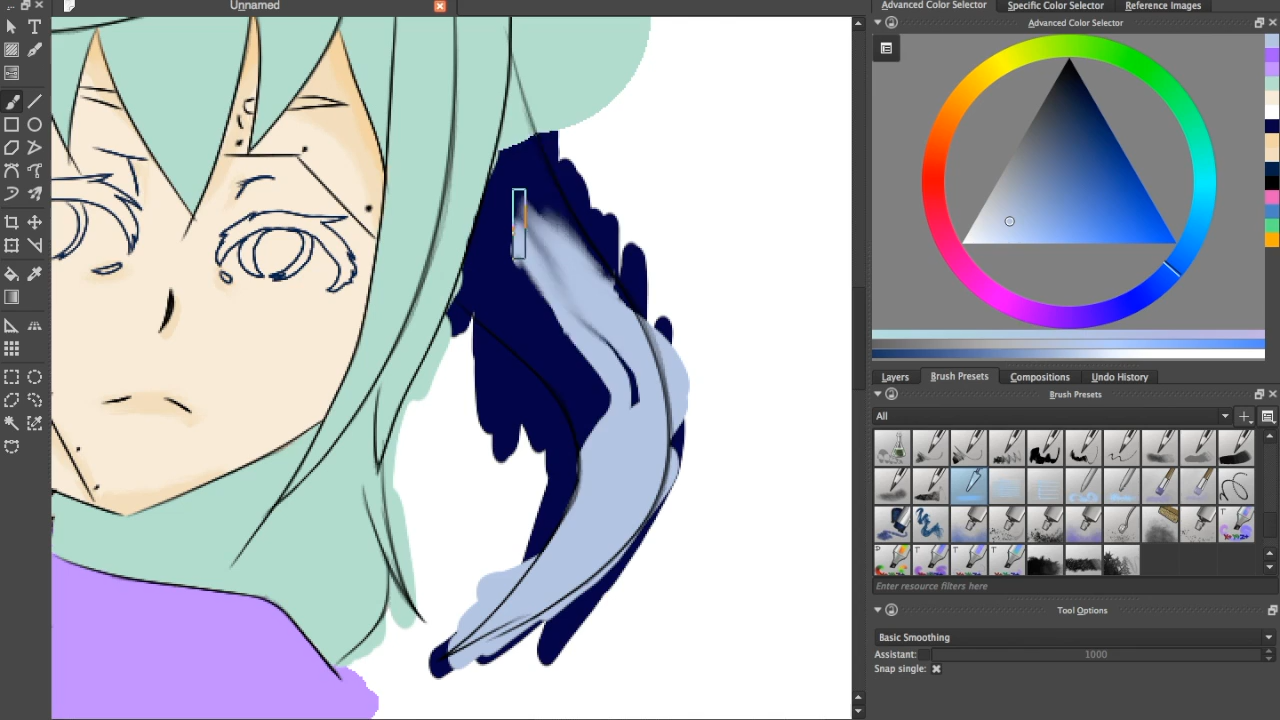 Unnamed
Advanced Color Selector
Specific Color Selector
Reference Images
Advanced Color Selector
Layers
Brush Presets
Compositions
Undo History
Brush Presets
All
Enter resource filters here
Tool Options
Basic Smoothing
Assistant:
1000
Snap single: